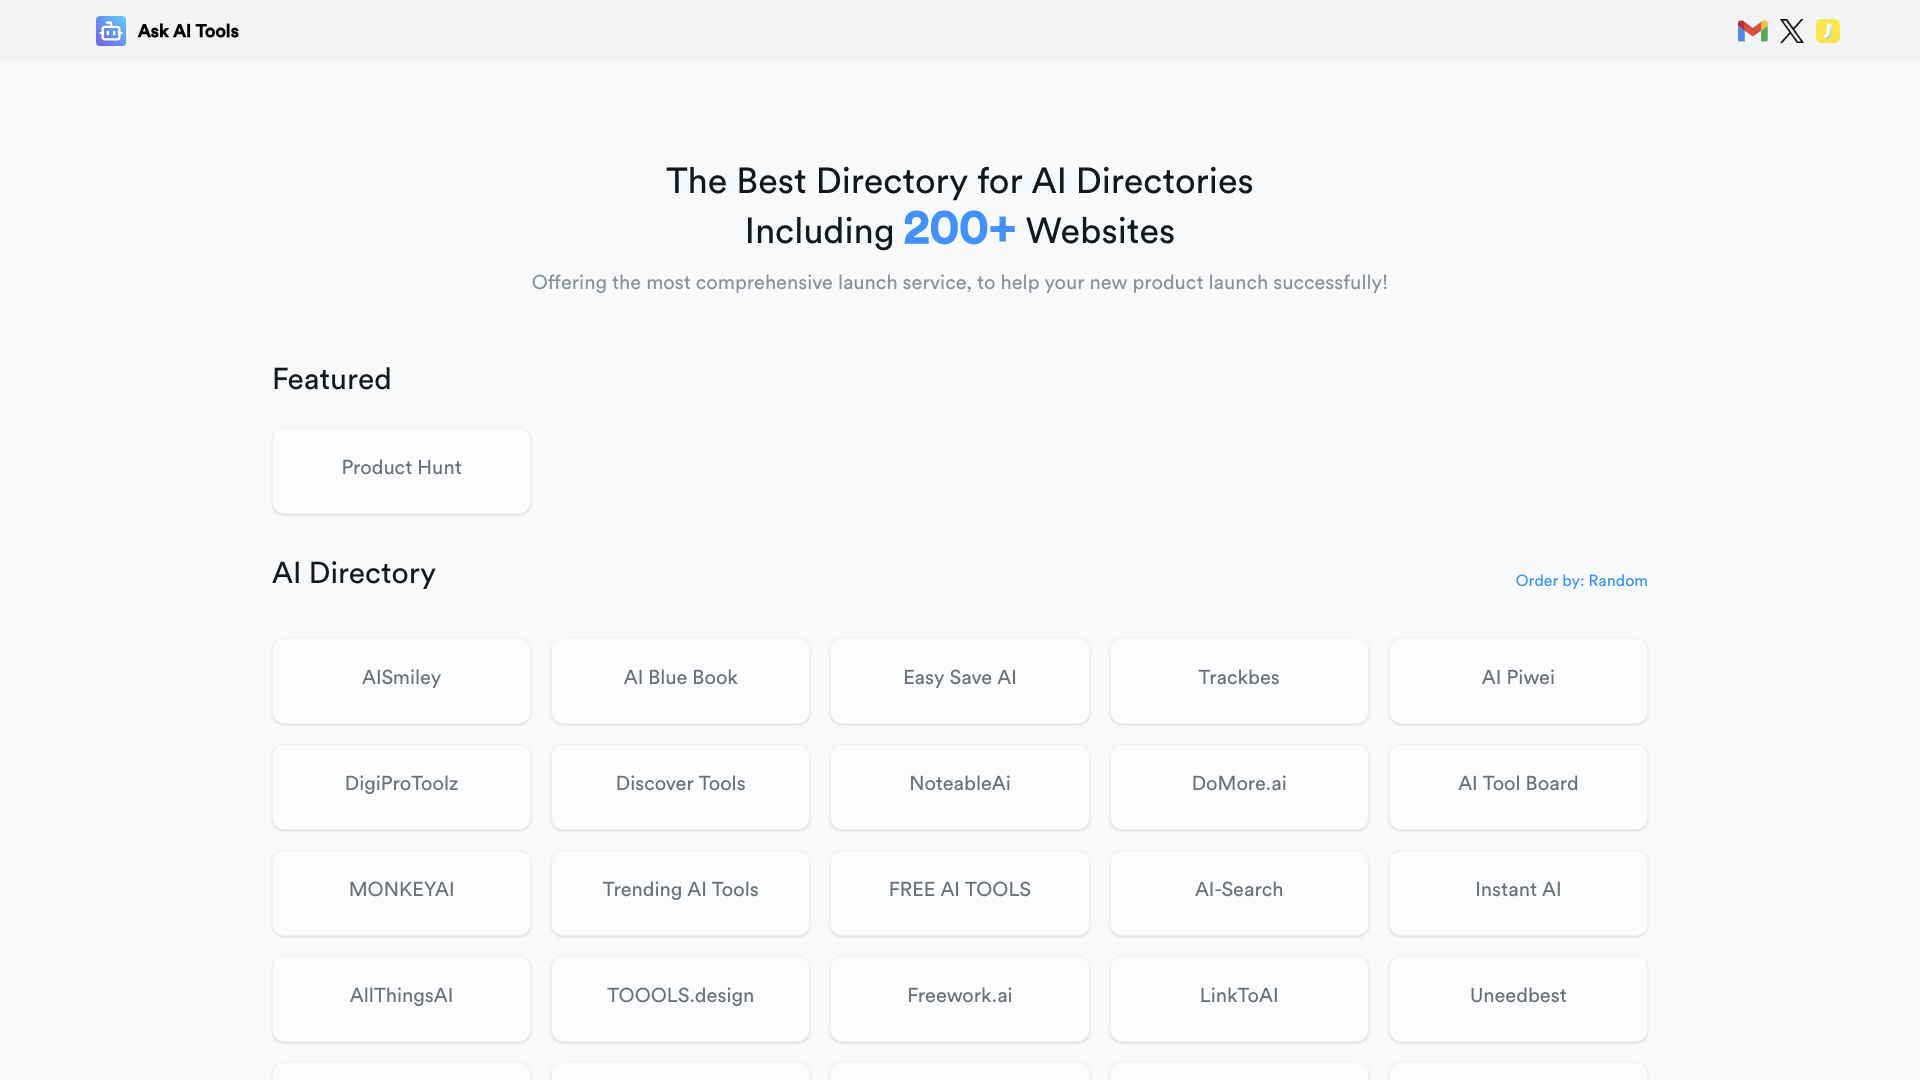 Ask AI Tools
The Best Directory for AI Directories
Including 200+ Websites
Offering the most comprehensive launch service, to help your new product launch successfully!
Featured
Product Hunt
AI Directory
Order by: Random
AISmiley
AI Blue Book
Easy Save AI
Trackbes
AI Piwei
DigiProToolz
Discover Tools
NoteableAi
DoMore.ai
AI Tool Board
MONKEYAI
Trending AI Tools
FREE AI TOOLS
AI-Search
Instant AI
AllThingsAI
TOOOLS.design
Freework.ai
LinkToAI
Uneedbest